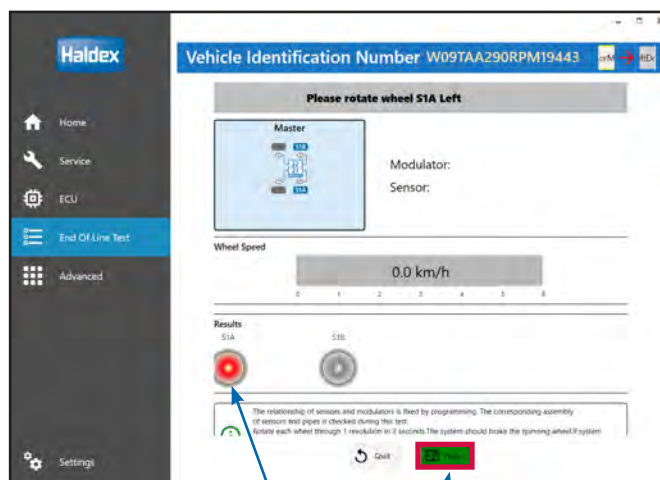 Haldex
Vehicle Identification Number W09TAA290RPM19443
Please rotate wheel S1A Left
Home
Service
ECU
End Of Line Test
Advanced
Settings
Master
S1B
S1A
Modulator:
Sensor:
Wheel Speed
0.0 km/h
0 1 2 3 4 5 6
Results
S1A S1B
The relationship of sensors and modulators is fixed by programming. The corresponding assembly
of sensors and pipes is checked during this test.
Rotate each wheel through 1 revolution in 2 seconds.The system should brake the spinning wheel.If system
Quit